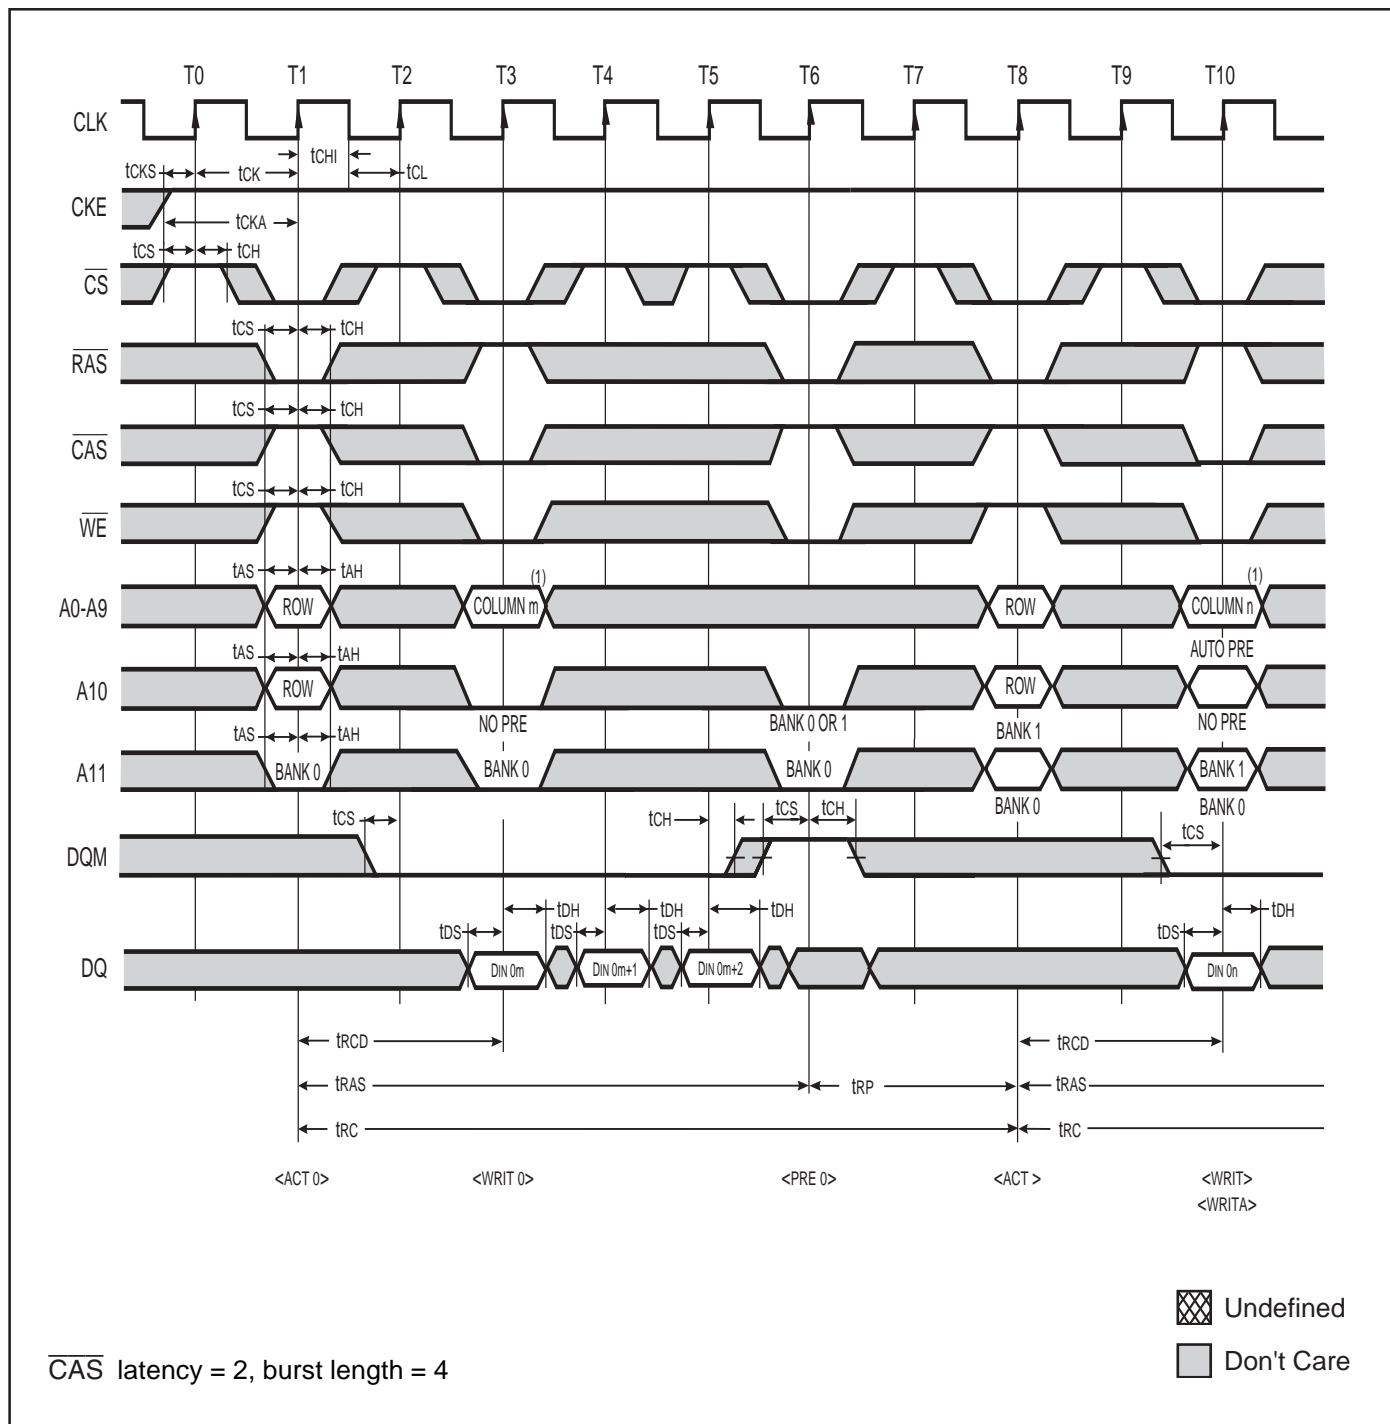 T0 T1 T2 T3 T4 T5 T6 T7 T8 T9 T10
CLK
tCHI
tCKS tCK tCL
CKE
tCKA
tCS tCH
CS
tCS tCH
RAS
tCS tCH
CAS
tCS tCH
WE
tAS tAH (1) (1)
A0-A9 ROW COLUMN m ROW COLUMN n
tAS tAH AUTO PRE
A10 ROW ROW
NO PRE BANK 0 OR 1 BANK 1 NO PRE
tAS tAH
A11 BANK 0 BANK 0 BANK 0 BANK 1
BANK 0 BANK 0
tCS tCH tCS tCH tCS
DQM
tDH tDH tDH tDH
tDS tDS tDS tDS
DQ DIN 0m DIN 0m+1 DIN 0m+2 DIN 0n
tRCD tRCD
tRAS tRP tRAS
tRC tRC
<ACT 0> <WRIT 0> <PRE 0> <ACT > <WRIT>
<WRITA>
Undefined
Don't Care
CAS latency = 2, burst length = 4